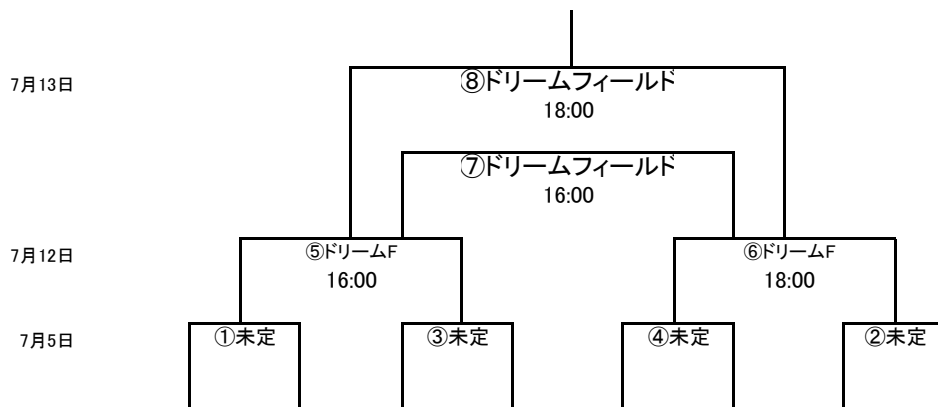 7月13日
⑧ドリームフィールド
18:00
⑦ドリームフィールド
16:00
7月12日
⑤ドリームF
⑥ドリームF
16:00
18:00
7月5日
①未定
③未定
④未定
②未定